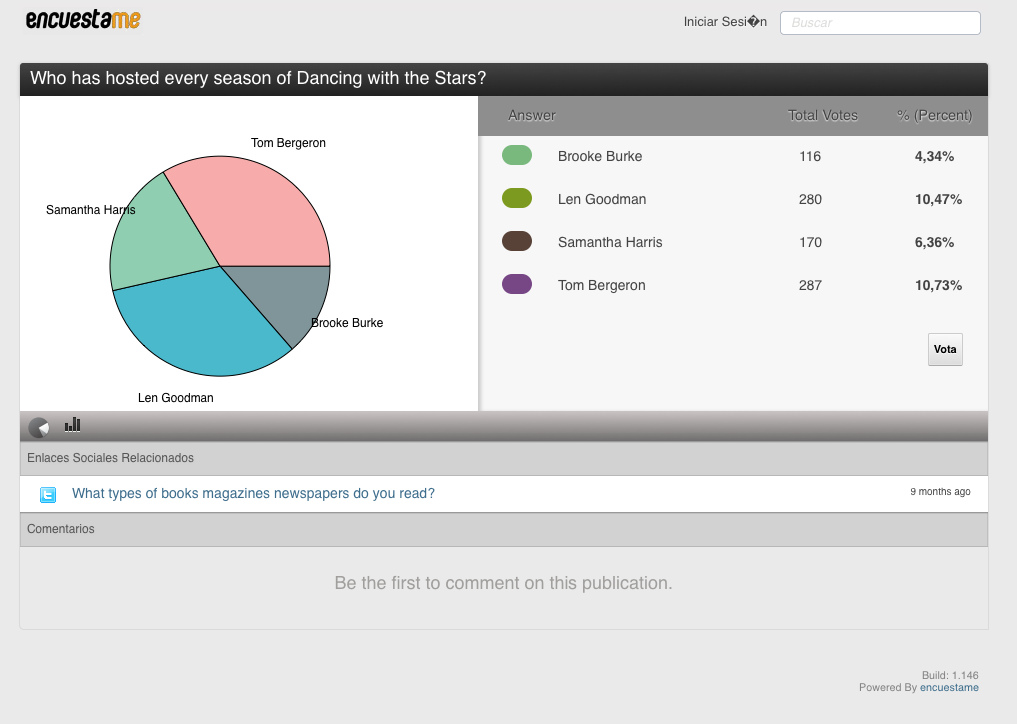 encuestame
Iniciar Sesi�n
Buscar
Who has hosted every season of Dancing with the Stars?
Tom Bergeron
Samantha Harris
Brooke Burke
Len Goodman
Answer Total Votes % (Percent)
Brooke Burke 116 4,34%
Len Goodman 280 10,47%
Samantha Harris 170 6,36%
Tom Bergeron 287 10,73%
Vota
Enlaces Sociales Relacionados
What types of books magazines newspapers do you read? 9 months ago
Comentarios
Be the first to comment on this publication.
Build: 1.146
Powered By encuestame